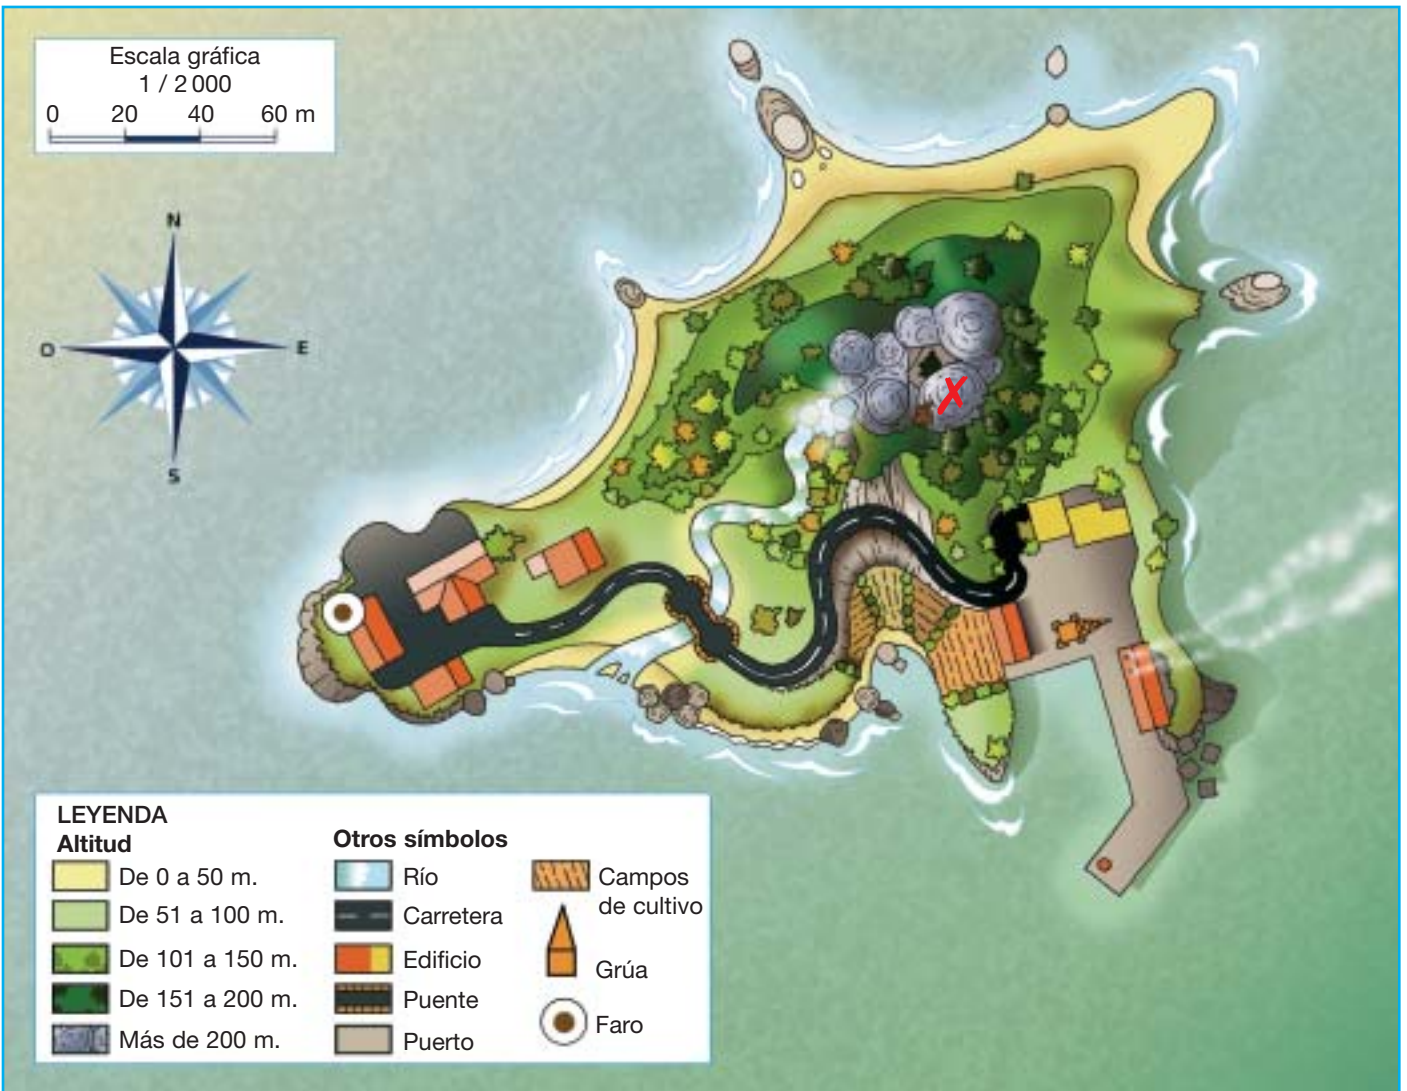 Escala gráfica
1 / 2 000
0 20 40 60 m
N
O E
S
X
LEYENDA
Altitud
De 0 a 50 m.
De 51 a 100 m.
De 101 a 150 m.
De 151 a 200 m.
Más de 200 m.
Otros símbolos
Río
Carretera
Edificio
Puente
Puerto
Campos
de cultivo
Grúa
Faro